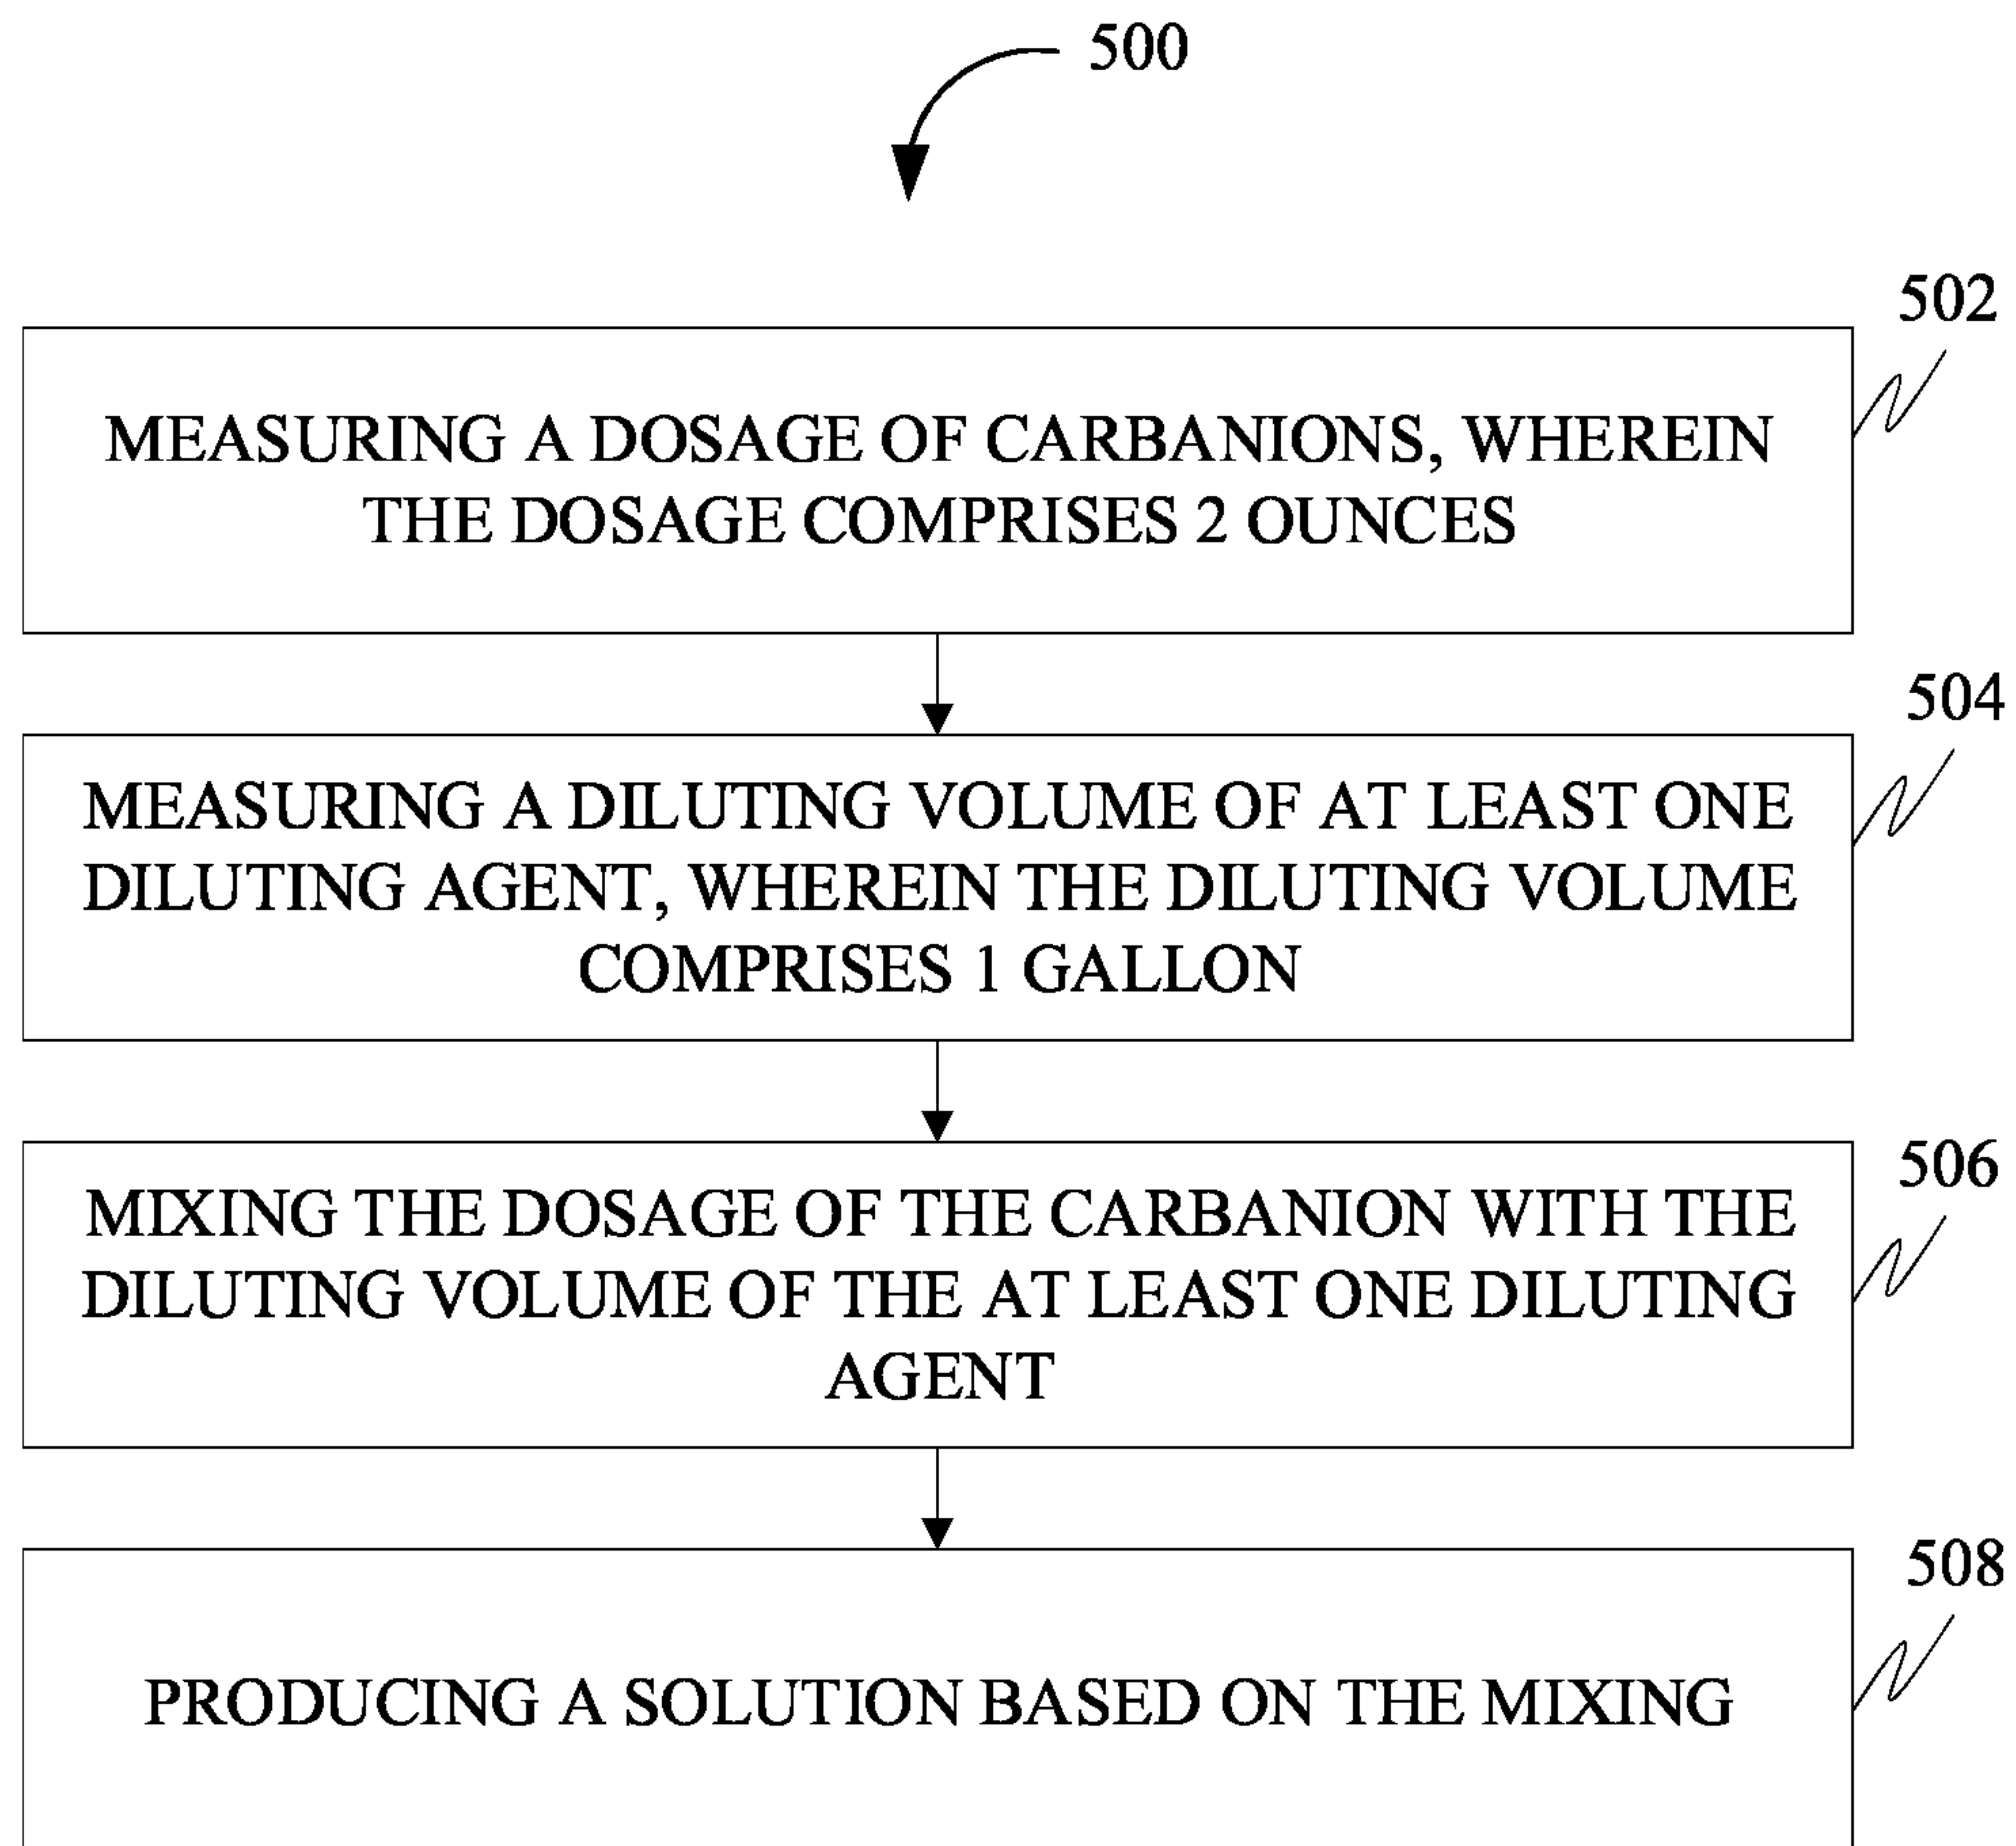 500
502
MEASURING A DOSAGE OF CARBANIONS, WHEREIN
THE DOSAGE COMPRISES 2 OUNCES
504
MEASURING A DILUTING VOLUME OF AT LEAST ONE
DILUTING AGENT, WHEREIN THE DILUTING VOLUME
COMPRISES 1 GALLON
506
MIXING THE DOSAGE OF THE CARBANION WITH THE
DILUTING VOLUME OF THE AT LEAST ONE DILUTING
AGENT
508
PRODUCING A SOLUTION BASED ON THE MIXING